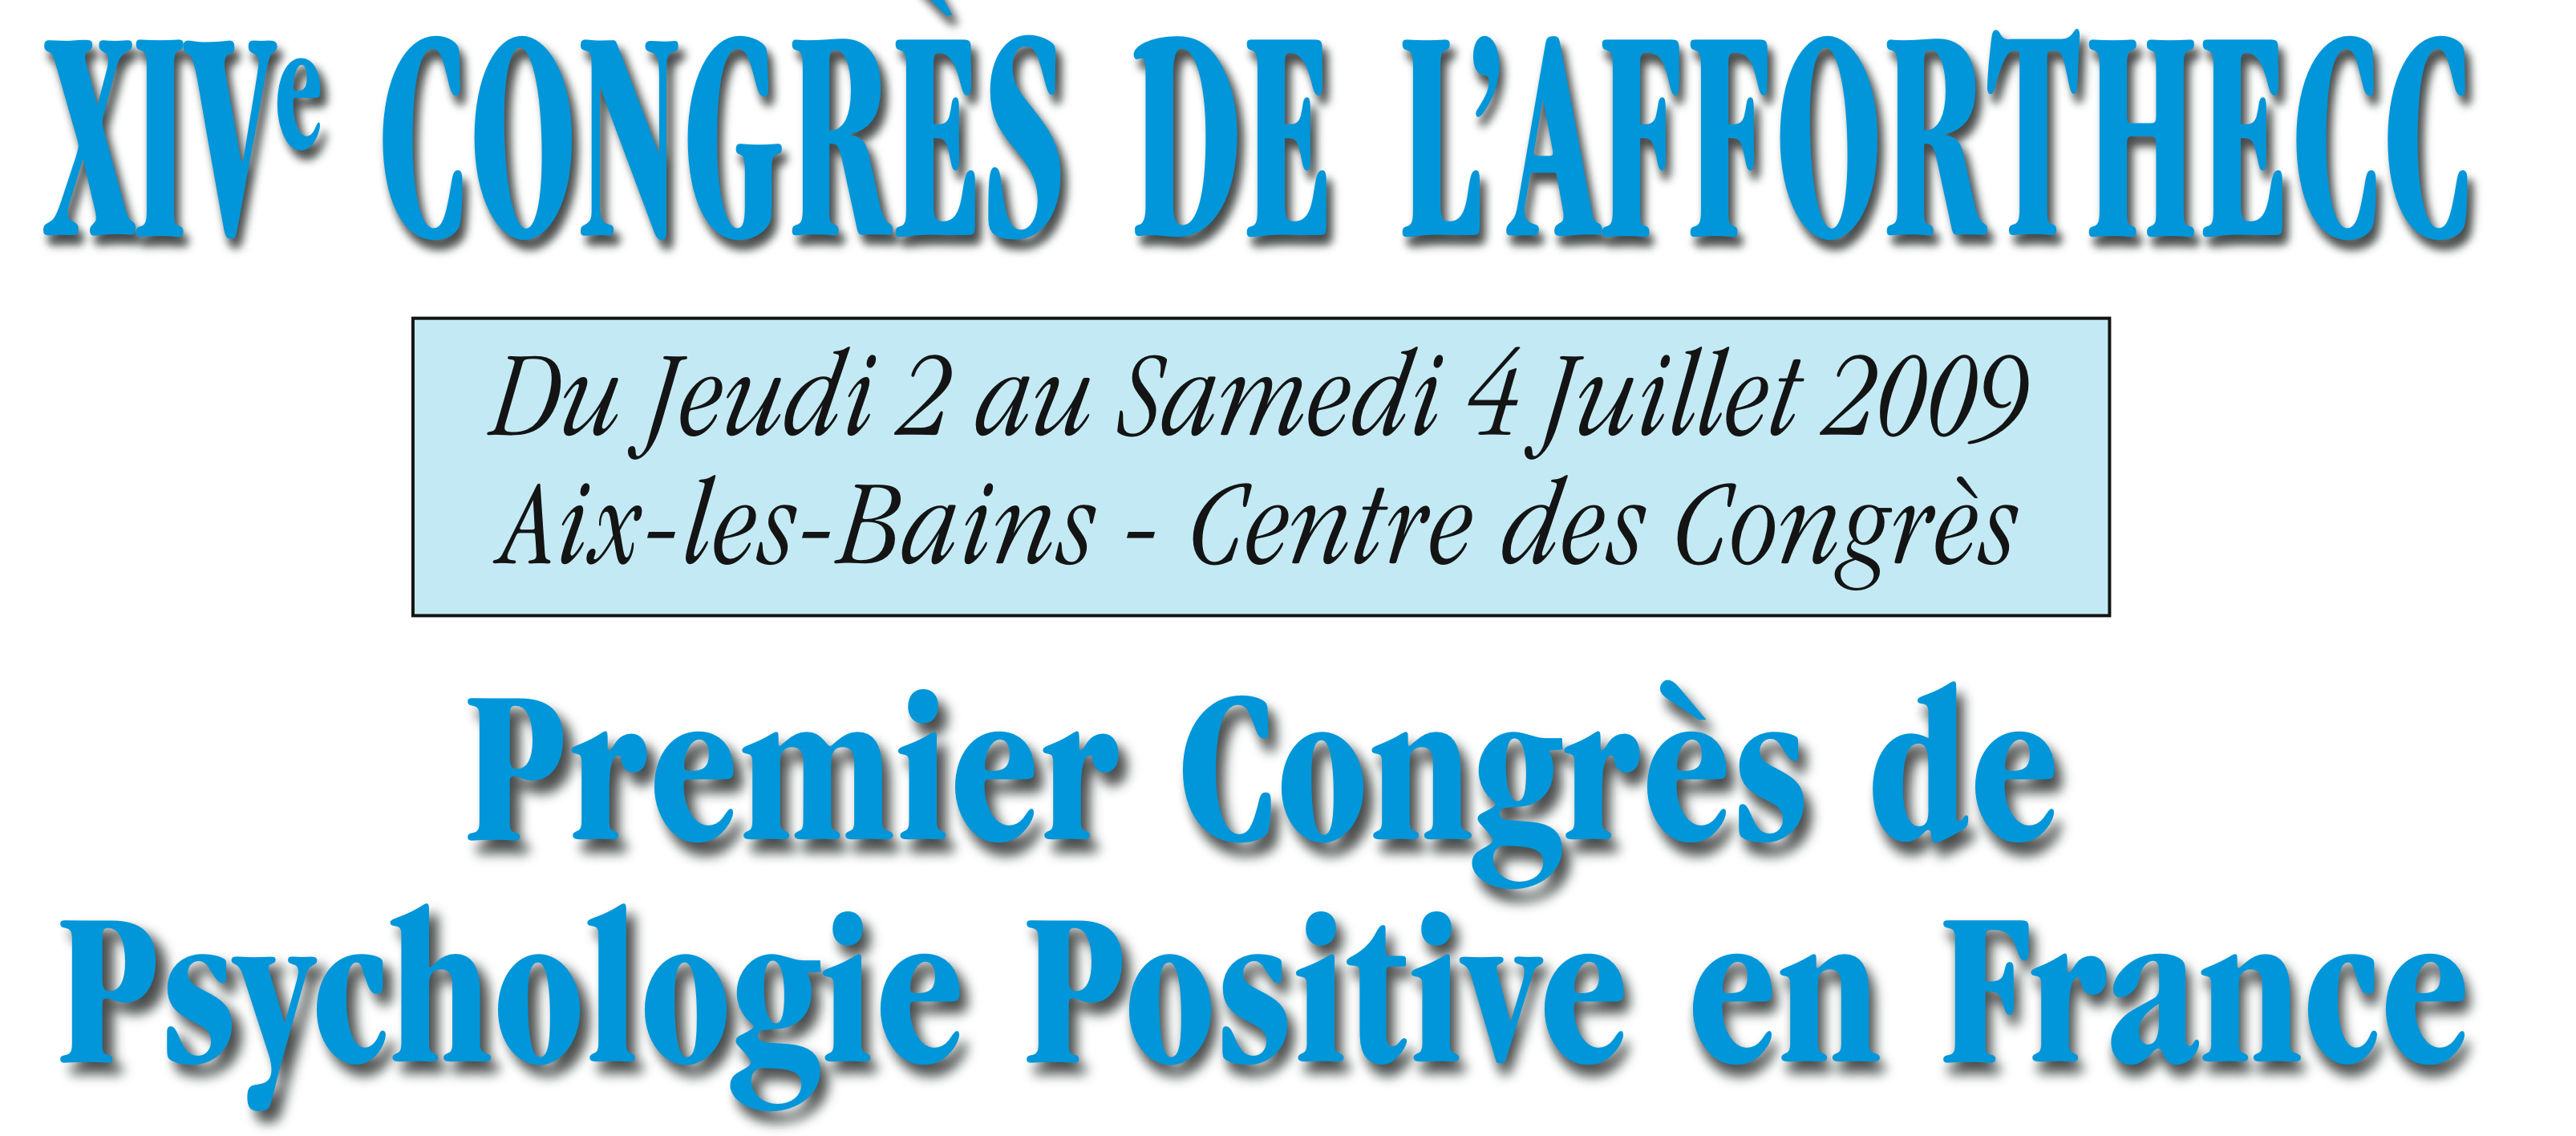 XIVe CONGRÈS DE L’AFFORTHECC
Du Jeudi 2 au Samedi 4 Juillet 2009
Aix-les-Bains - Centre des Congrès
Premier Congrès de
Psychologie Positive en France